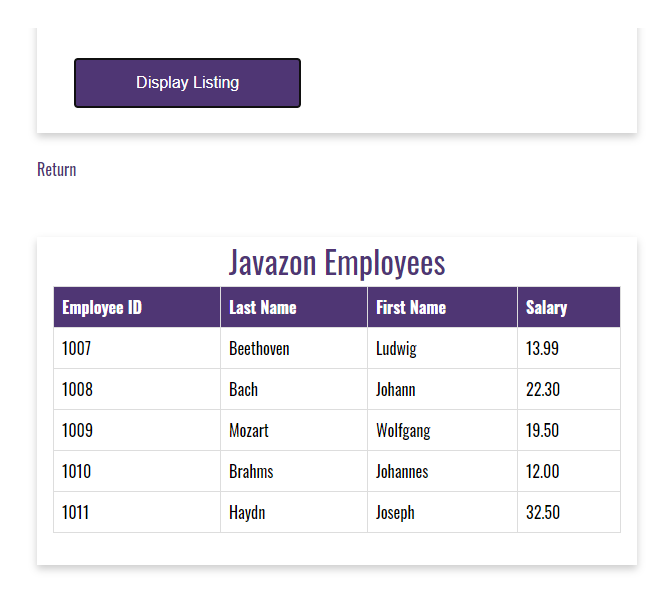 Display Listing
Return
Javazon Employees
Employee ID Last Name First Name Salary
1007 Beethoven Ludwig 13.99
1008 Bach Johann 22.30
1009 Mozart Wolfgang 19.50
1010 Brahms Johannes 12.00
1011 Haydn Joseph 32.50